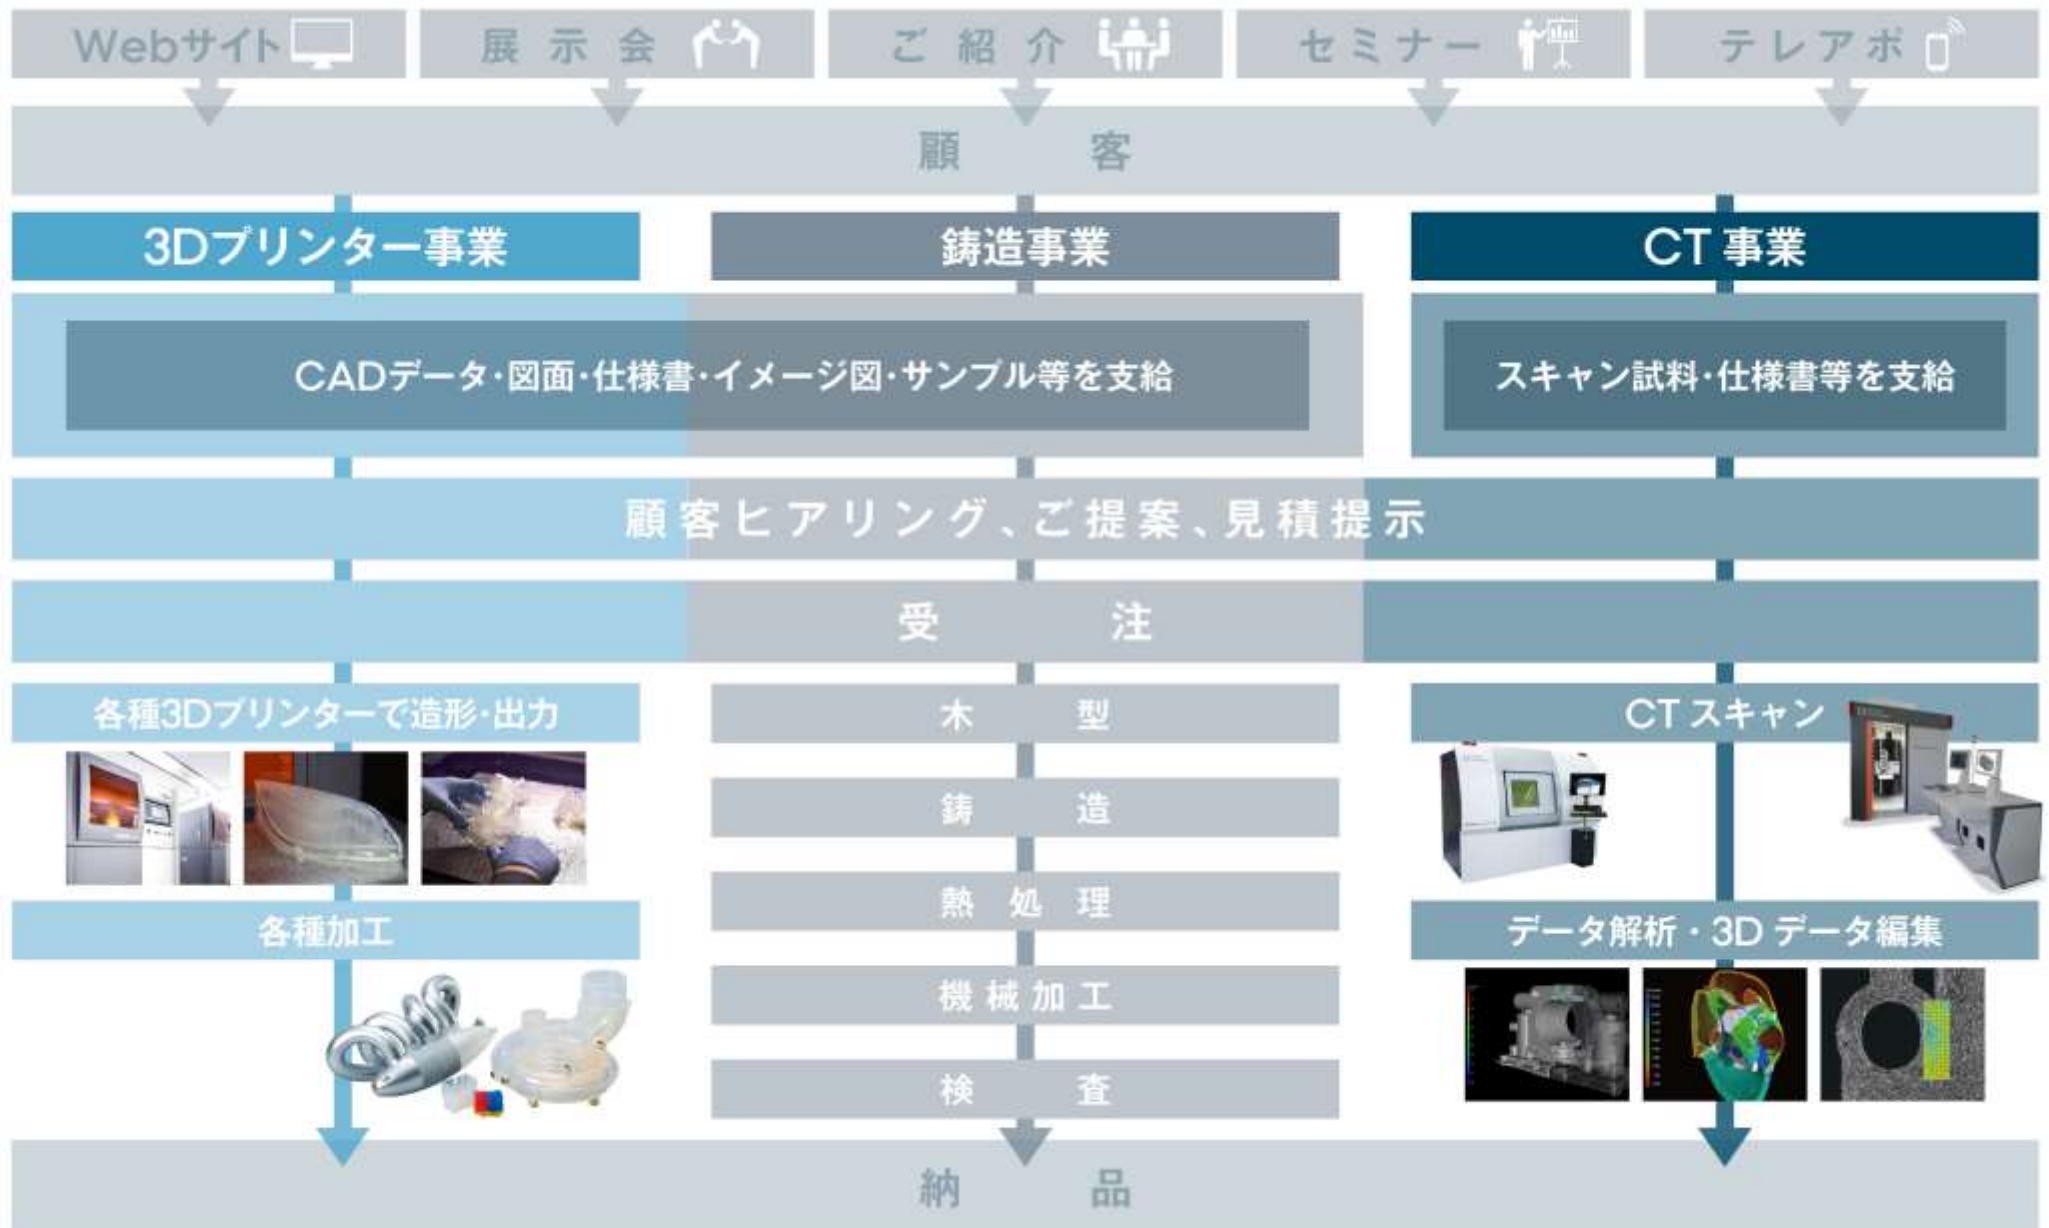 Webサイト
展示会
ご紹介
セミナー
テレアポ
顧客
3Dプリンター事業
鋳造事業
CT 事業
CADデータ・図面・仕様書・イメージ図・サンプル等を支給
スキャン試料・仕様書等を支給
顧客ヒアリング、ご提案、見積提示
受注
各種3Dプリンターで造形・出力
木型
CT スキャン
鋳造
熱処理
各種加工
データ解析・3D データ編集
機械加工
検査
納品